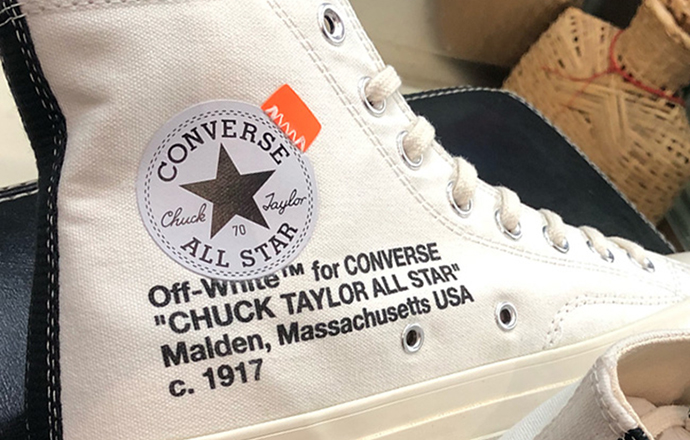 CONVERSE
Chuck Taylor
70
ALL STAR
Off-White™ for CONVERSE
"CHUCK TAYLOR ALL STAR"
Malden, Massachusetts USA
c. 1917